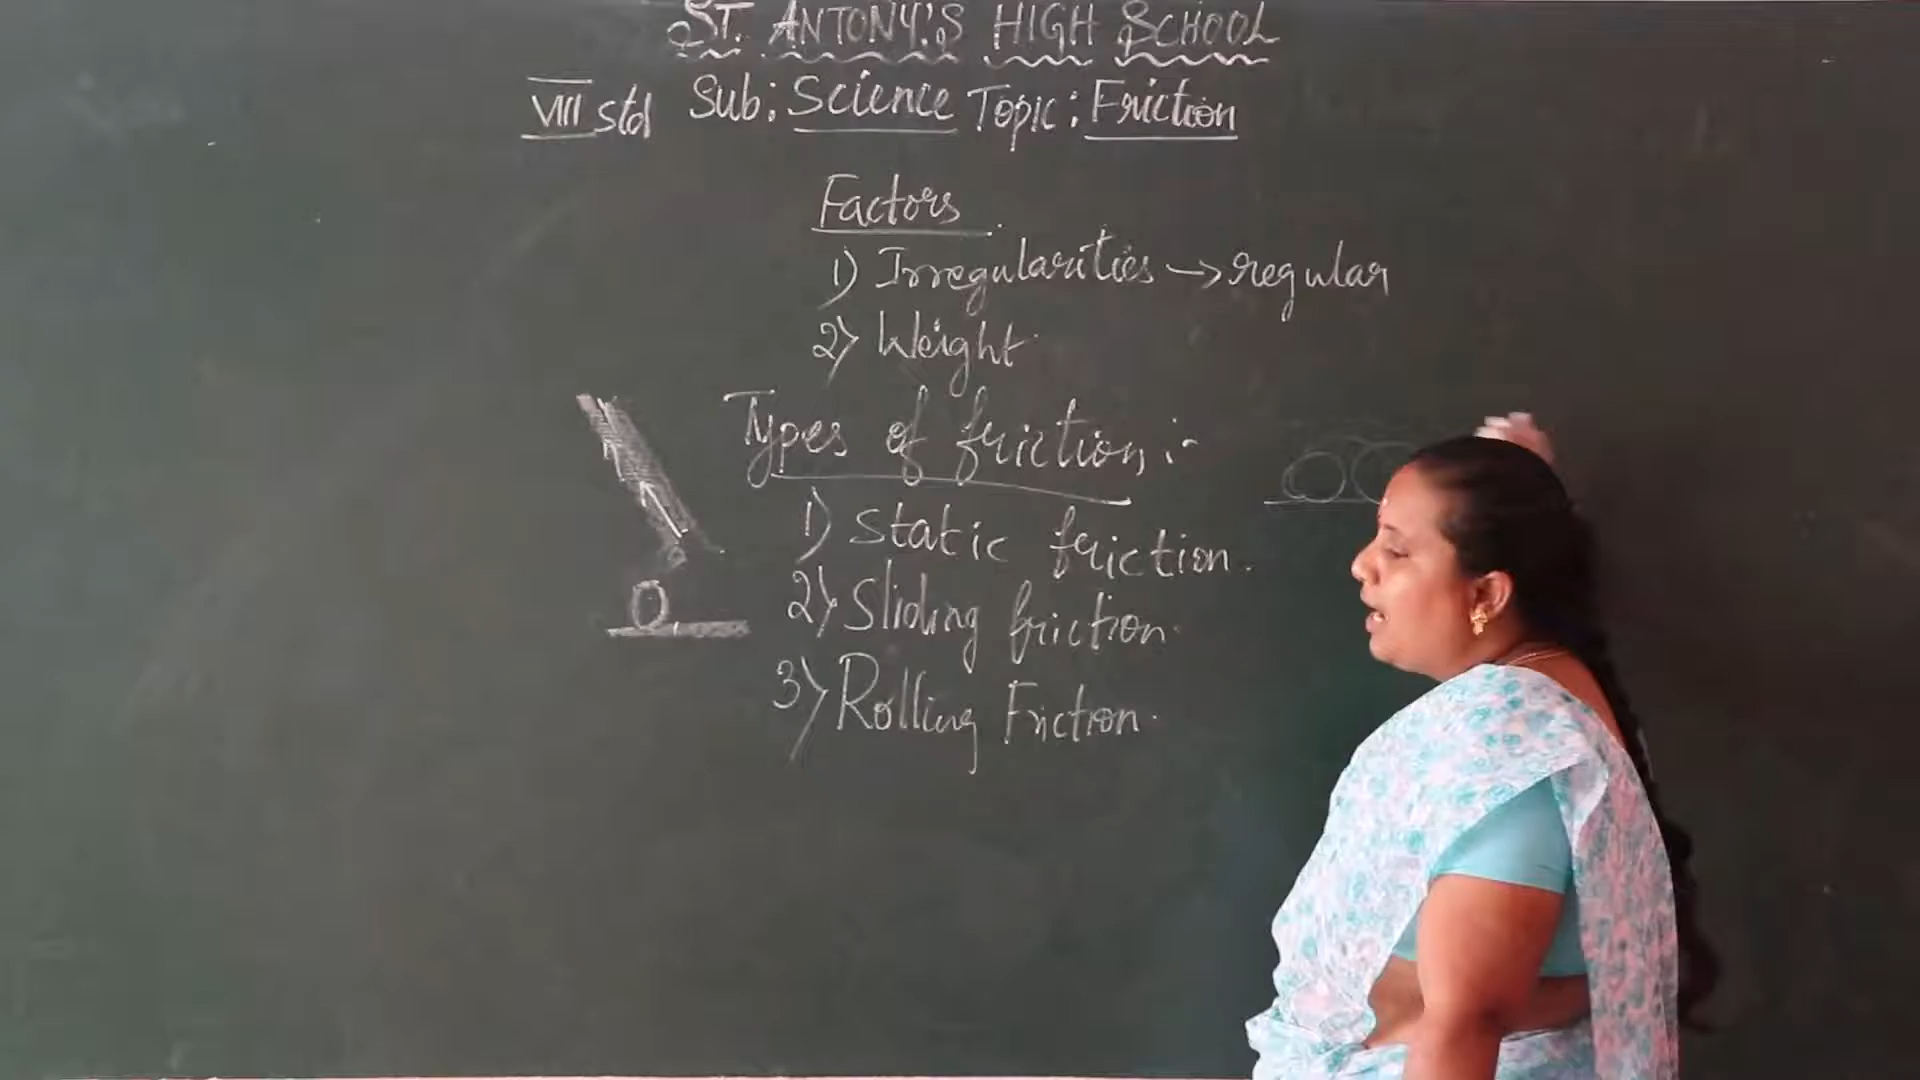 ST. ANTONY'S HIGH SCHOOL
VIII std Sub: Science Topic: Friction
Factors
1) Irregularities → regular
2) Weight
Types of friction:-
1) Static friction.
2) Sliding friction.
3) Rolling Friction.